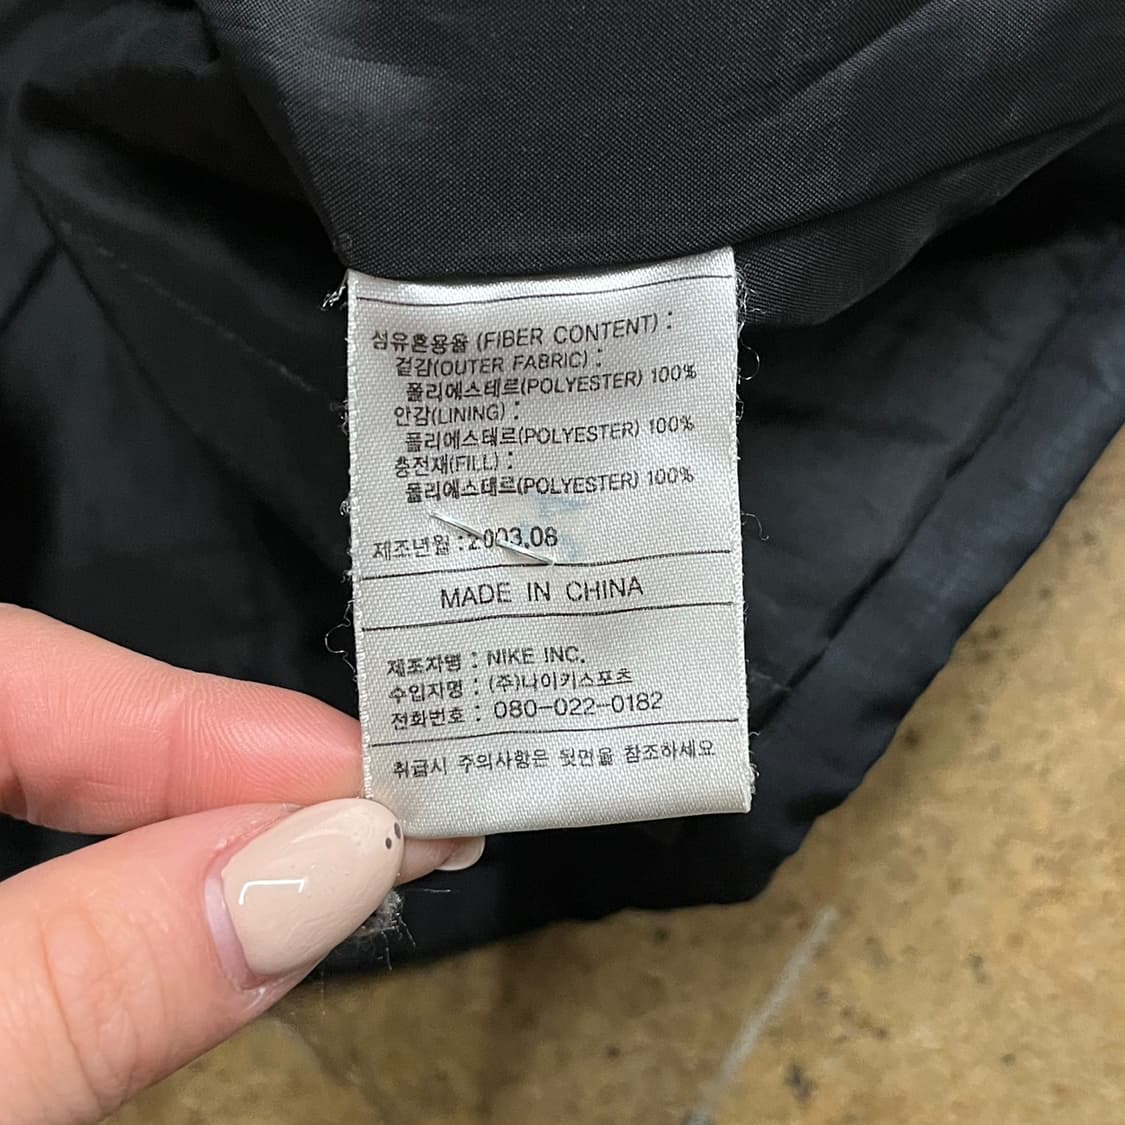 섬유혼용율 (FIBER CONTENT) :
겉감(OUTER FABRIC) :
폴리에스테르(POLYESTER) 100%
안감(LINING) :
폴리에스테르(POLYESTER) 100%
충전재(FILL) :
폴리에스테르(POLYESTER) 100%
제조년월 : 2003.08
MADE IN CHINA
제조자명 : NIKE INC.
수입자명 : (주)나이키스포츠
전화번호 : 080-022-0182
취급시 주의사항은 뒷면을 참조하세요